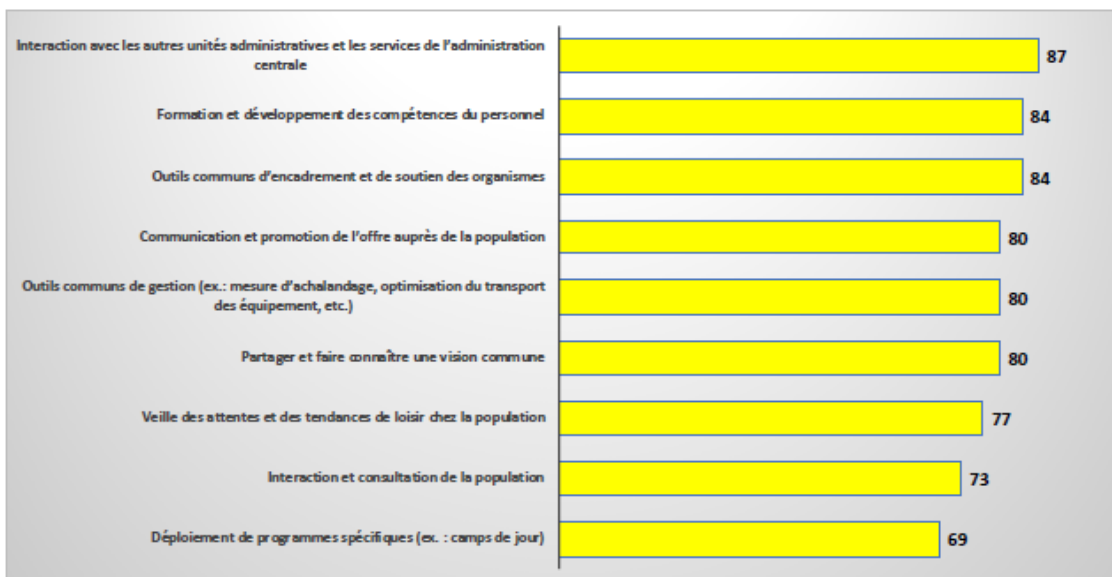 Interaction avec les autres unités administratives et les services de l'administration
centrale
87
Formation et développement des compétences du personnel
84
Outils communs d'encadrement et de soutien des organismes
84
Communication et promotion de l'offre auprès de la population
80
Outils communs de gestion (ex.: mesure d'achalandage, optimisation du transport
des équipement, etc.)
80
Partager et faire connaître une vision commune
80
Veille des attentes et des tendances de loisir chez la population
77
Interaction et consultation de la population
73
Déploiement de programmes spécifiques (ex. : camps de jour)
69